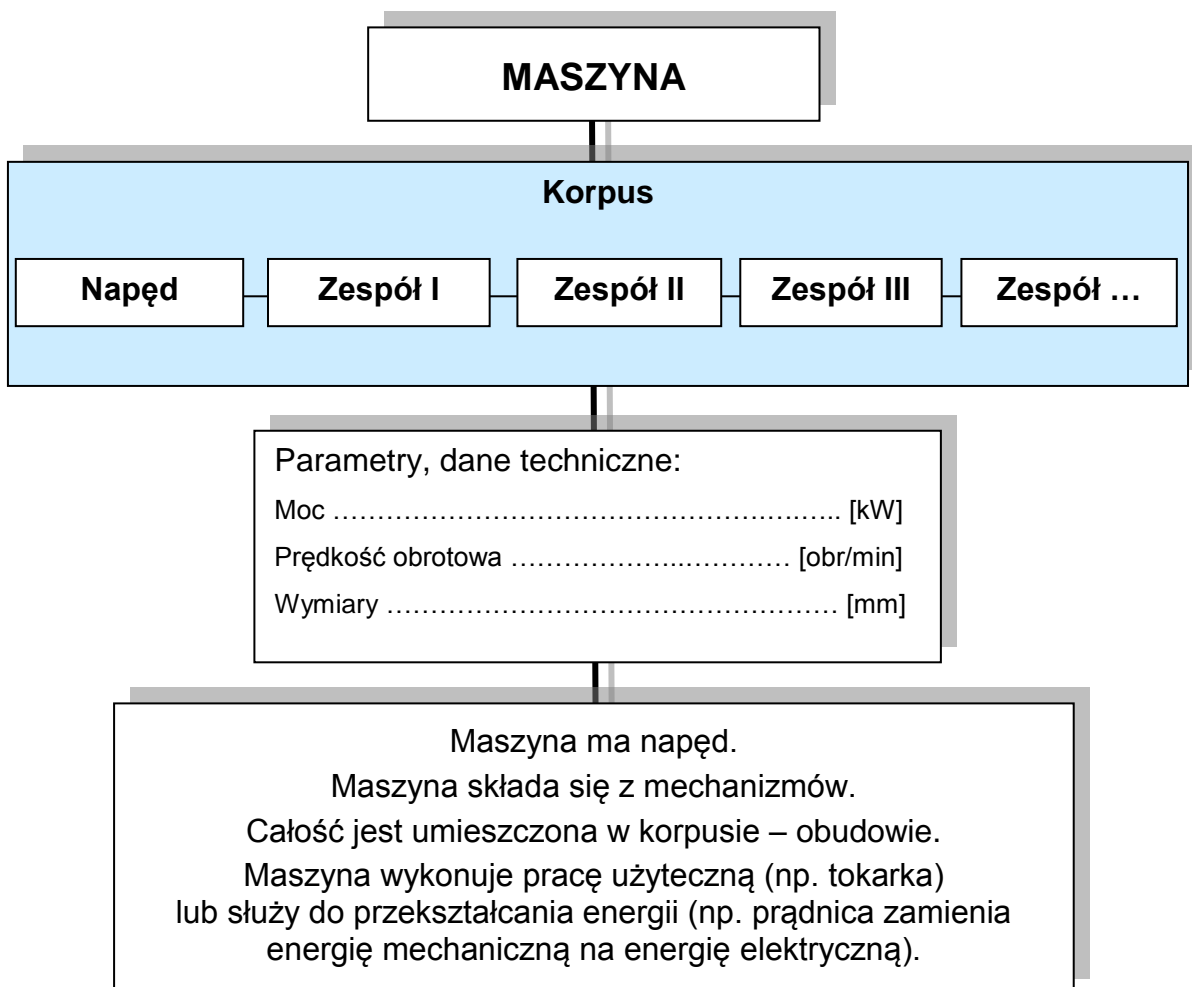 MASZYNA
Korpus
Napęd
Zespół I
Zespół II
Zespół III
Zespół …
Parametry, dane techniczne:
Moc …………………………………………….….. [kW]
Prędkość obrotowa ………………..………… [obr/min]
Wymiary …………………………………………… [mm]
Maszyna ma napęd.
Maszyna składa się z mechanizmów.
Całość jest umieszczona w korpusie – obudowie.
Maszyna wykonuje pracę użyteczną (np. tokarka)
lub służy do przekształcania energii (np. prądnica zamienia
energię mechaniczną na energię elektryczną).